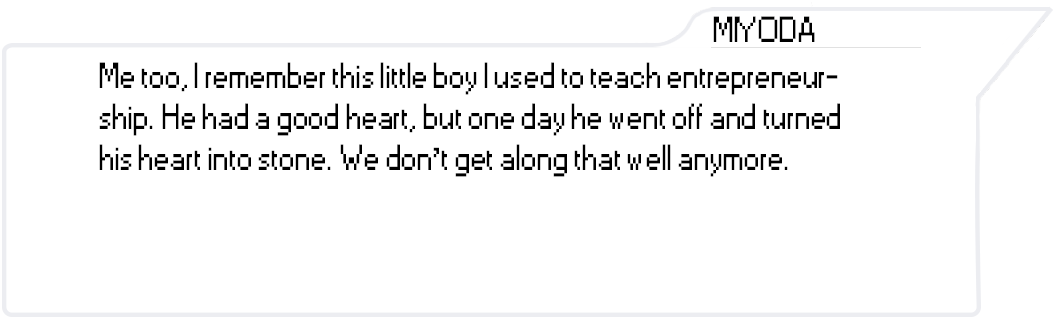 MIYODA
Me too, I remember this little boy I used to teach entrepreneur-
ship. He had a good heart, but one day he went off and turned
his heart into stone. We don't get along that well anymore.